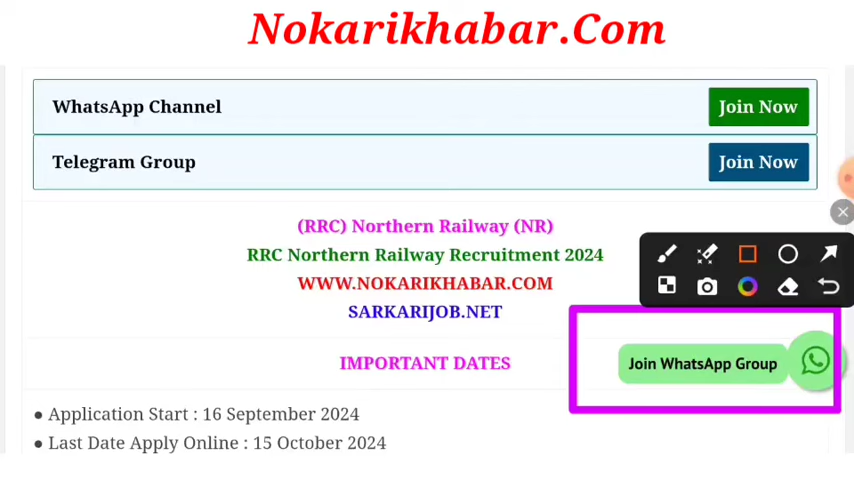 Nokarikhabar.Com
WhatsApp Channel Join Now
Telegram Group Join Now
(RRC) Northern Railway (NR)
RRC Northern Railway Recruitment 2024
WWW.NOKARIKHABAR.COM
SARKARIJOB.NET
IMPORTANT DATES
Join WhatsApp Group
● Application Start : 16 September 2024
● Last Date Apply Online : 15 October 2024